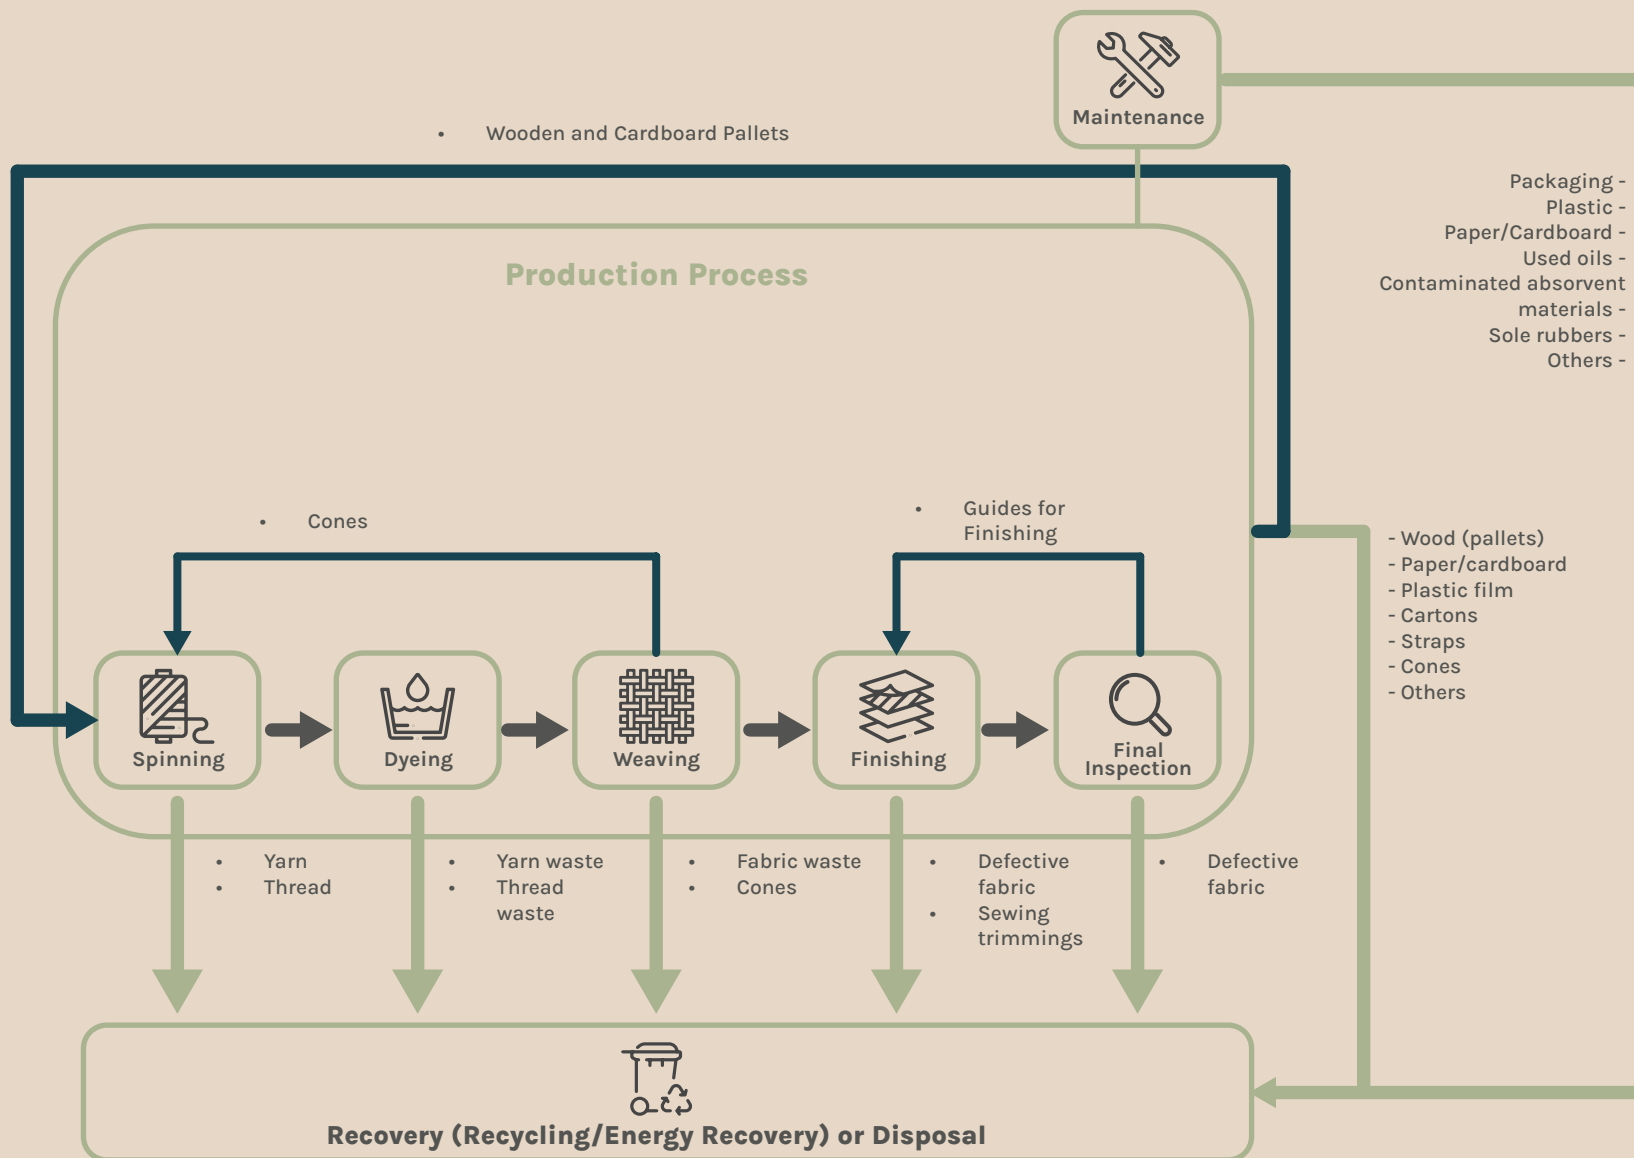 Maintenance
• Wooden and Cardboard Pallets
Packaging -
Plastic -
Paper/Cardboard -
Used oils -
Contaminated absorvent
materials -
Sole rubbers -
Others -
Production Process
• Cones
• Guides for
Finishing
- Wood (pallets)
- Paper/cardboard
- Plastic film
- Cartons
- Straps
- Cones
- Others
Spinning
Dyeing
Weaving
Finishing
Final
Inspection
• Yarn
• Thread
• Yarn waste
• Thread
waste
• Fabric waste
• Cones
• Defective
fabric
• Sewing
trimmings
• Defective
fabric
Recovery (Recycling/Energy Recovery) or Disposal